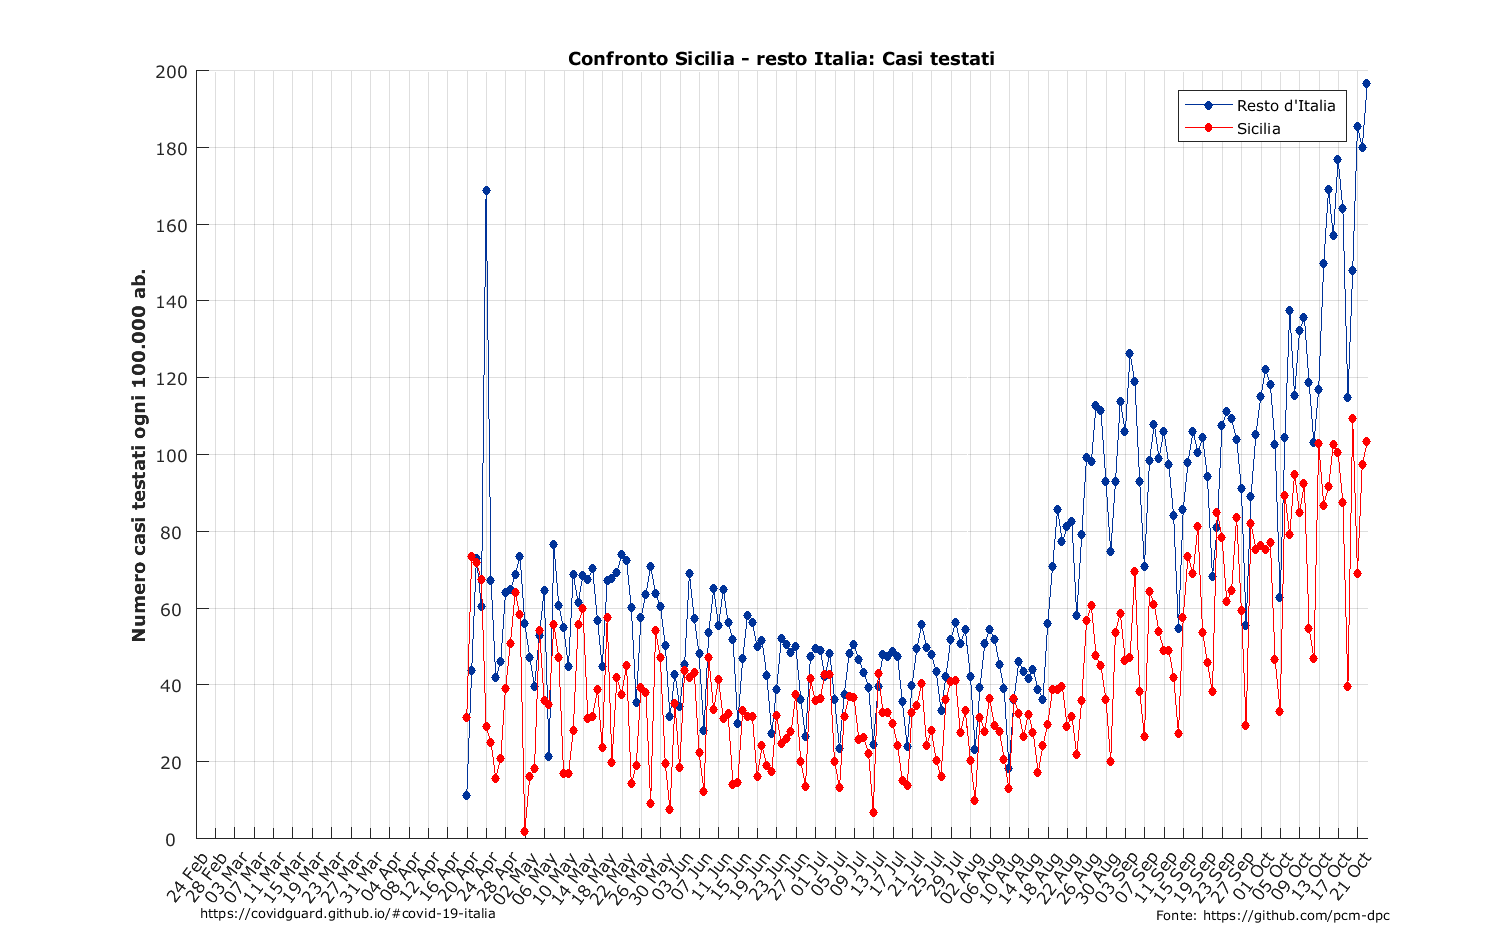 Confronto Sicilia - resto Italia: Casi testati
Resto d'Italia
Sicilia
Numero casi testati ogni 100.000 ab.
200
180
160
140
120
100
80
60
40
20
0
24 Feb
28 Feb
03 Mar
07 Mar
11 Mar
15 Mar
19 Mar
23 Mar
27 Mar
31 Mar
04 Apr
08 Apr
12 Apr
16 Apr
20 Apr
24 Apr
28 Apr
02 May
06 May
10 May
14 May
18 May
22 May
26 May
30 May
03 Jun
07 Jun
11 Jun
15 Jun
19 Jun
23 Jun
27 Jun
01 Jul
05 Jul
09 Jul
13 Jul
17 Jul
21 Jul
25 Jul
29 Jul
02 Aug
06 Aug
10 Aug
14 Aug
18 Aug
22 Aug
26 Aug
30 Aug
03 Sep
07 Sep
11 Sep
15 Sep
19 Sep
23 Sep
27 Sep
01 Oct
05 Oct
09 Oct
13 Oct
17 Oct
21 Oct
https://covidguard.github.io/#covid-19-italia
Fonte: https://github.com/pcm-dpc